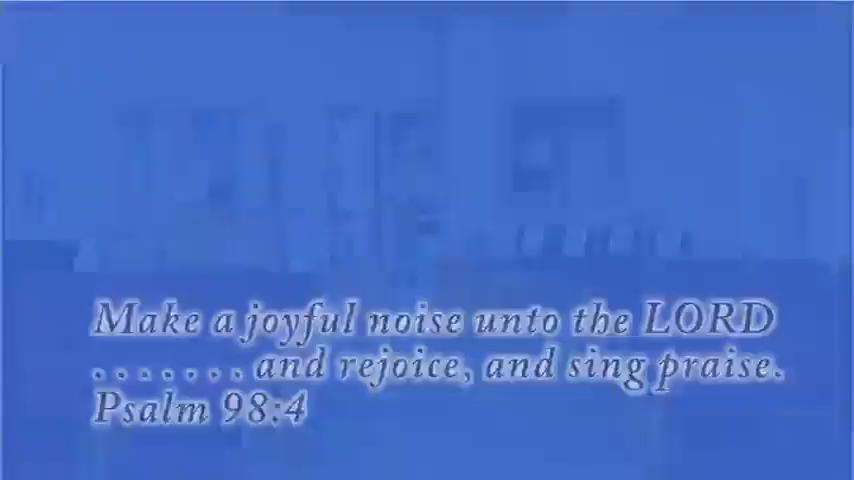 Make a joyful noise unto the LORD
. . . . . . . and rejoice, and sing praise.
Psalm 98:4